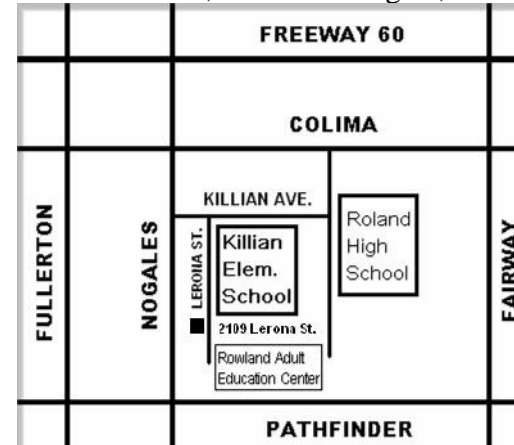 FREEWAY 60
COLIMA
KILLIAN AVE.
FULLERTON
NOGALES
LERONA ST.
Killian
Elem.
School
Roland
High
School
FAIRWAY
2109 Lerona St.
Rowland Adult
Education Center
PATHFINDER